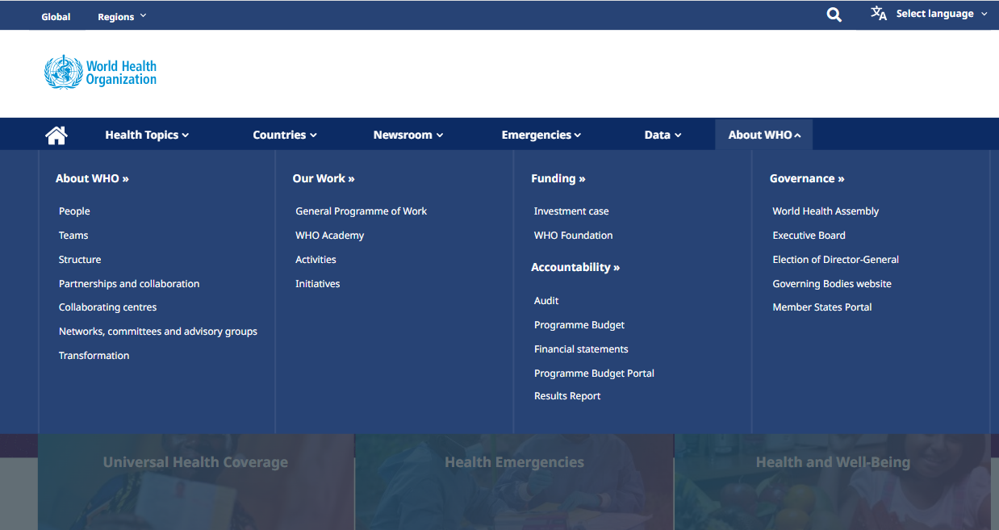 Global
Regions
Select language
World Health
Organization
Health Topics
Countries
Newsroom
Emergencies
Data
About WHO
About WHO »
People
Teams
Structure
Partnerships and collaboration
Collaborating centres
Networks, committees and advisory groups
Transformation
Our Work »
General Programme of Work
WHO Academy
Activities
Initiatives
Funding »
Investment case
WHO Foundation
Accountability »
Audit
Programme Budget
Financial statements
Programme Budget Portal
Results Report
Governance »
World Health Assembly
Executive Board
Election of Director-General
Governing Bodies website
Member States Portal
Universal Health Coverage
Health Emergencies
Health and Well-Being